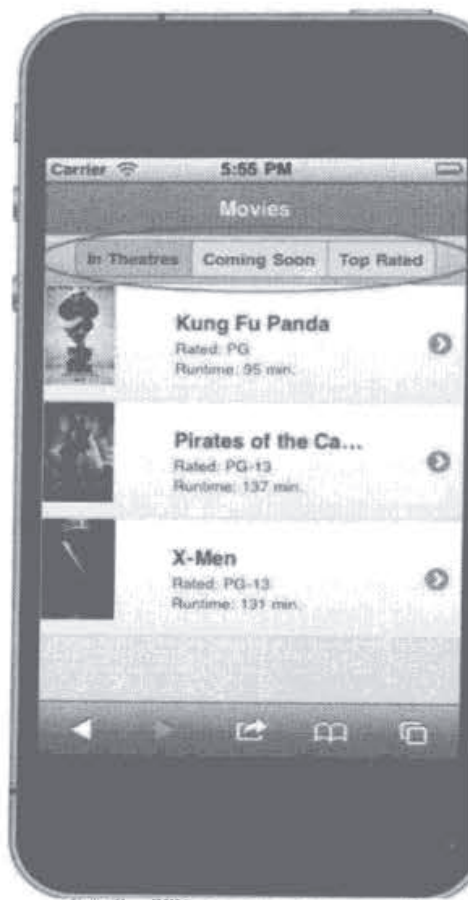 Carrier 5:55 PM
Movies
In Theatres Coming Soon Top Rated
Kung Fu Panda
Rated: PG
Runtime: 95 min.
Pirates of the Ca...
Rated: PG-13
Runtime: 137 min.
X-Men
Rated: PG-13
Runtime: 131 min.